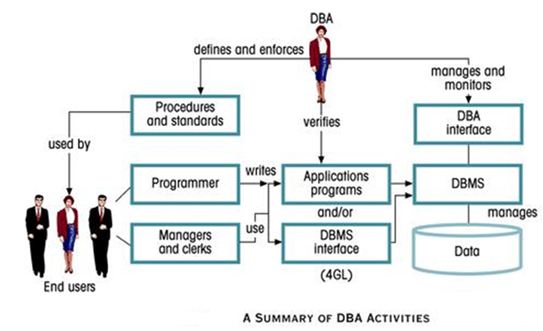 DBA
defines and enforces
manages and
monitors
Procedures
and standards
DBA
interface
verifies
used by
Programmer
writes
Applications
programs
DBMS
and/or
manages
Managers
and clerks
use
DBMS
interface
Data
(4GL)
End users
A SUMMARY OF DBA ACTIVITIES